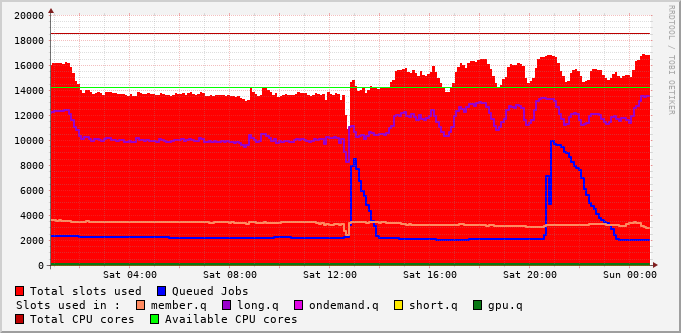 20000
18000
16000
14000
12000
10000
8000
6000
4000
2000
0
Sat 04:00 Sat 08:00 Sat 12:00 Sat 16:00 Sat 20:00 Sun 00:00
RRDTOOL / TOBI OETIKER
Total slots used Queued Jobs
Slots used in : member.q long.q ondemand.q short.q gpu.q
Total CPU cores Available CPU cores